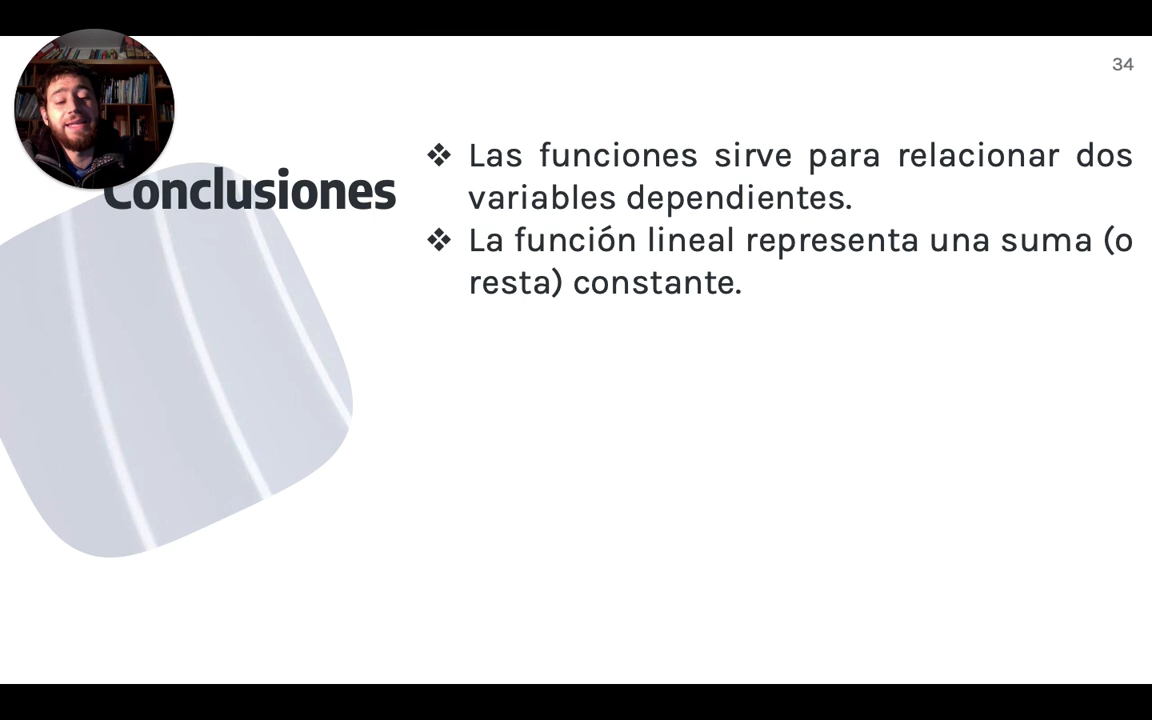 34
Conclusiones
❖ Las funciones sirve para relacionar dos
variables dependientes.
❖ La función lineal representa una suma (o
resta) constante.